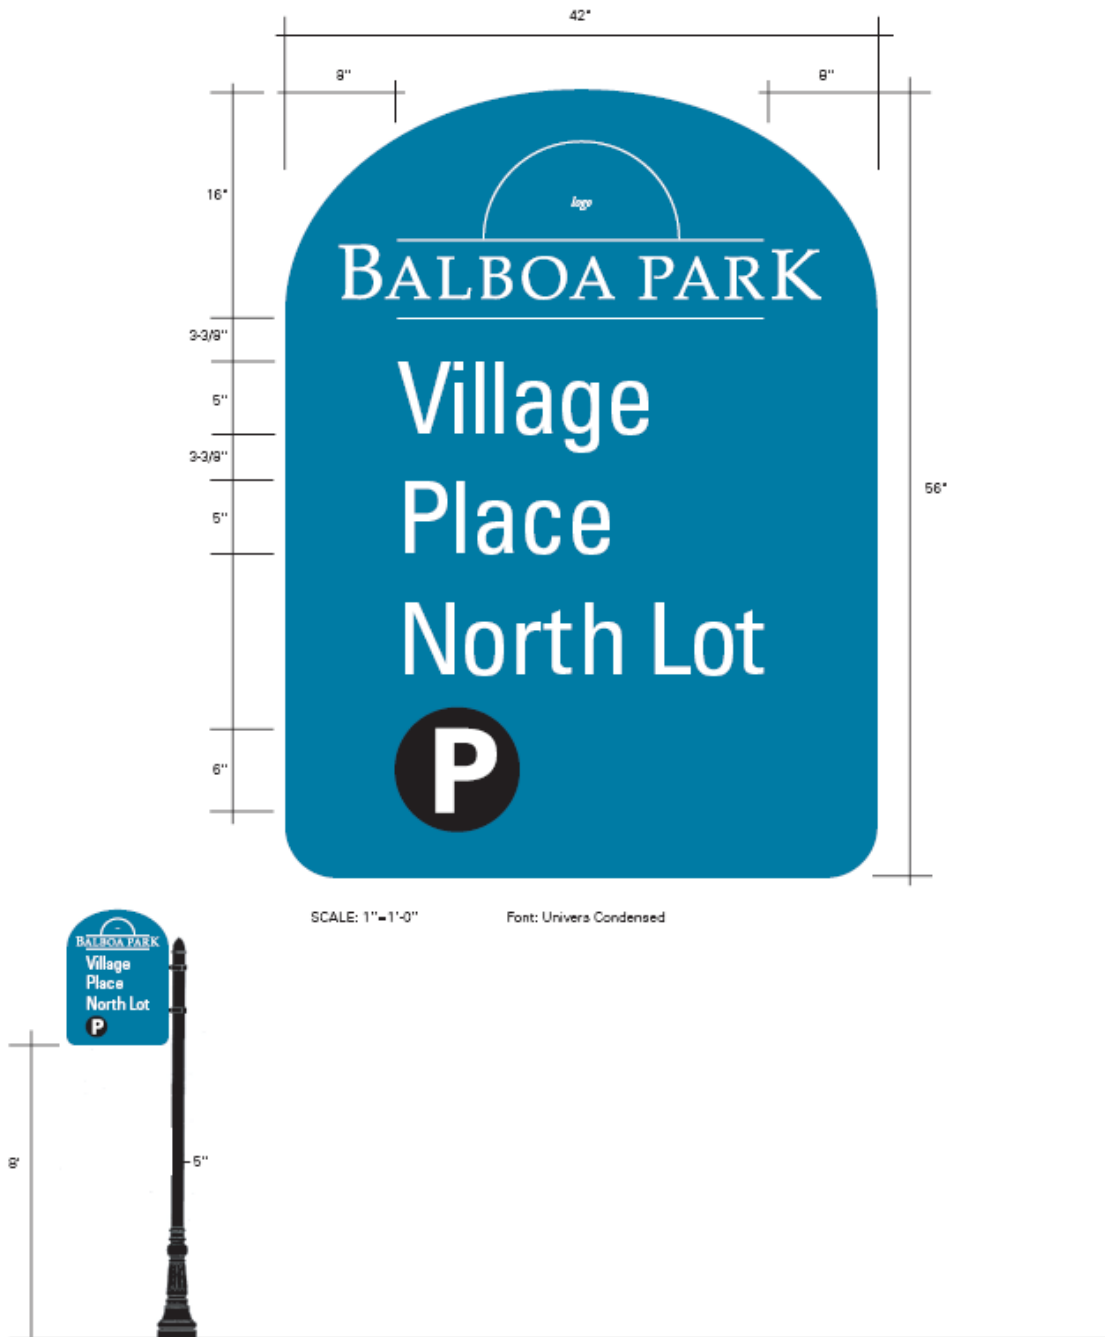 42"
8"
8"
16"
logo
BALBOA PARK
3-3/8"
Village
5"
3-3/8"
56"
Place
5"
North Lot
6"
P
SCALE: 1"=1'-0"
Font: Univers Condensed
BALBOA PARK
Village
Place
North Lot
P
8'
5"